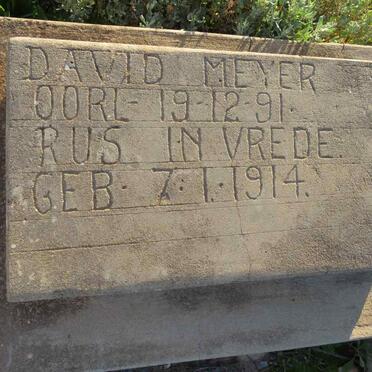 DAVID MEYER
OORL- 19-12-91.
RUS IN VREDE.
GEB. 7.1.1914.